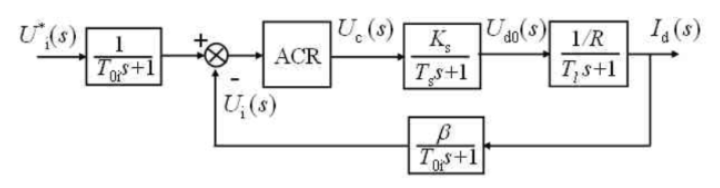 U*i(s)
1
T0is+1
+
-
ACR
Uc(s)
Ks
Tss+1
Ud0(s)
1/R
Tls+1
Id(s)
Ui(s)
β
T0is+1